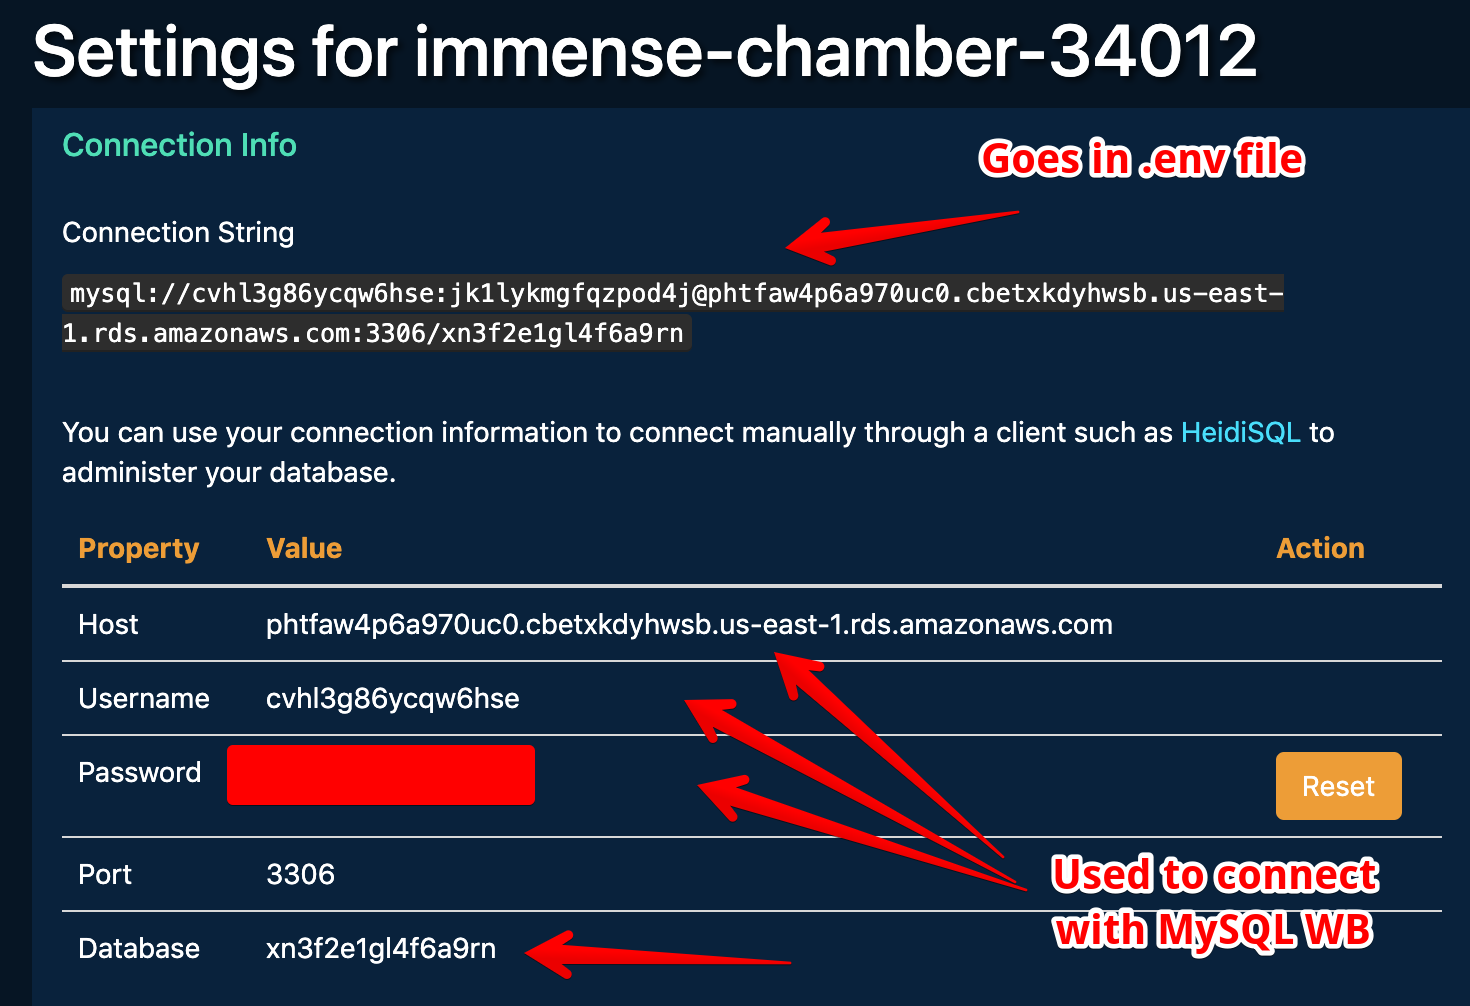 Settings for immense-chamber-34012
Connection Info
Goes in .env file
Connection String
mysql://cvhl3g86ycqw6hse:jk1lykmgfqzpod4j@phtfaw4p6a970uc0.cbetxkdyhwsb.us-east-
1.rds.amazonaws.com:3306/xn3f2e1gl4f6a9rn
You can use your connection information to connect manually through a client such as HeidiSQL to
administer your database.
Property Value Action
Host phtfaw4p6a970uc0.cbetxkdyhwsb.us-east-1.rds.amazonaws.com
Username cvhl3g86ycqw6hse
Password Reset
Port 3306
Used to connect
with MySQL WB
Database xn3f2e1gl4f6a9rn